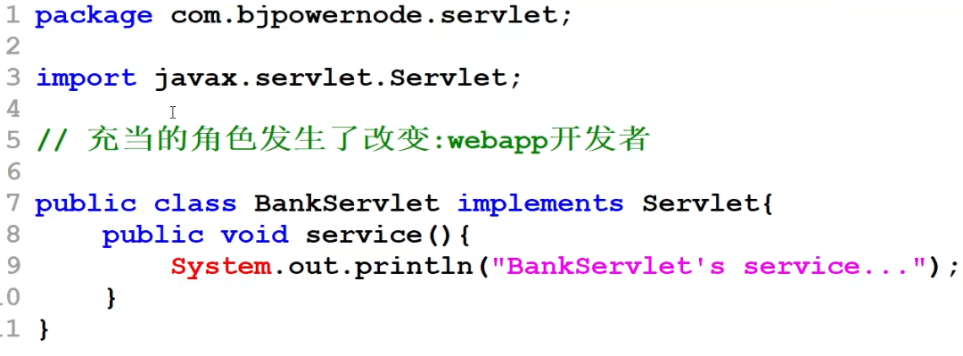 1 package com.bjpowernode.servlet;
2
3 import javax.servlet.Servlet;
4
5 // 充当的角色发生了改变:webapp开发者
6
7 public class BankServlet implements Servlet{
8     public void service(){
9         System.out.println("BankServlet's service...");
10     }
11 }